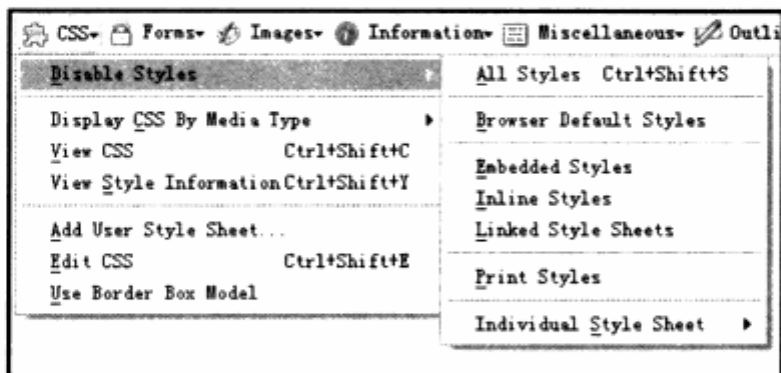 CSS Forms Images Information Miscellaneous Outli
Disable Styles
Display CSS By Media Type
View CSS Ctrl+Shift+C
View Style Information Ctrl+Shift+Y
Add User Style Sheet...
Edit CSS Ctrl+Shift+E
Use Border Box Model
All Styles Ctrl+Shift+S
Browser Default Styles
Embedded Styles
Inline Styles
Linked Style Sheets
Print Styles
Individual Style Sheet